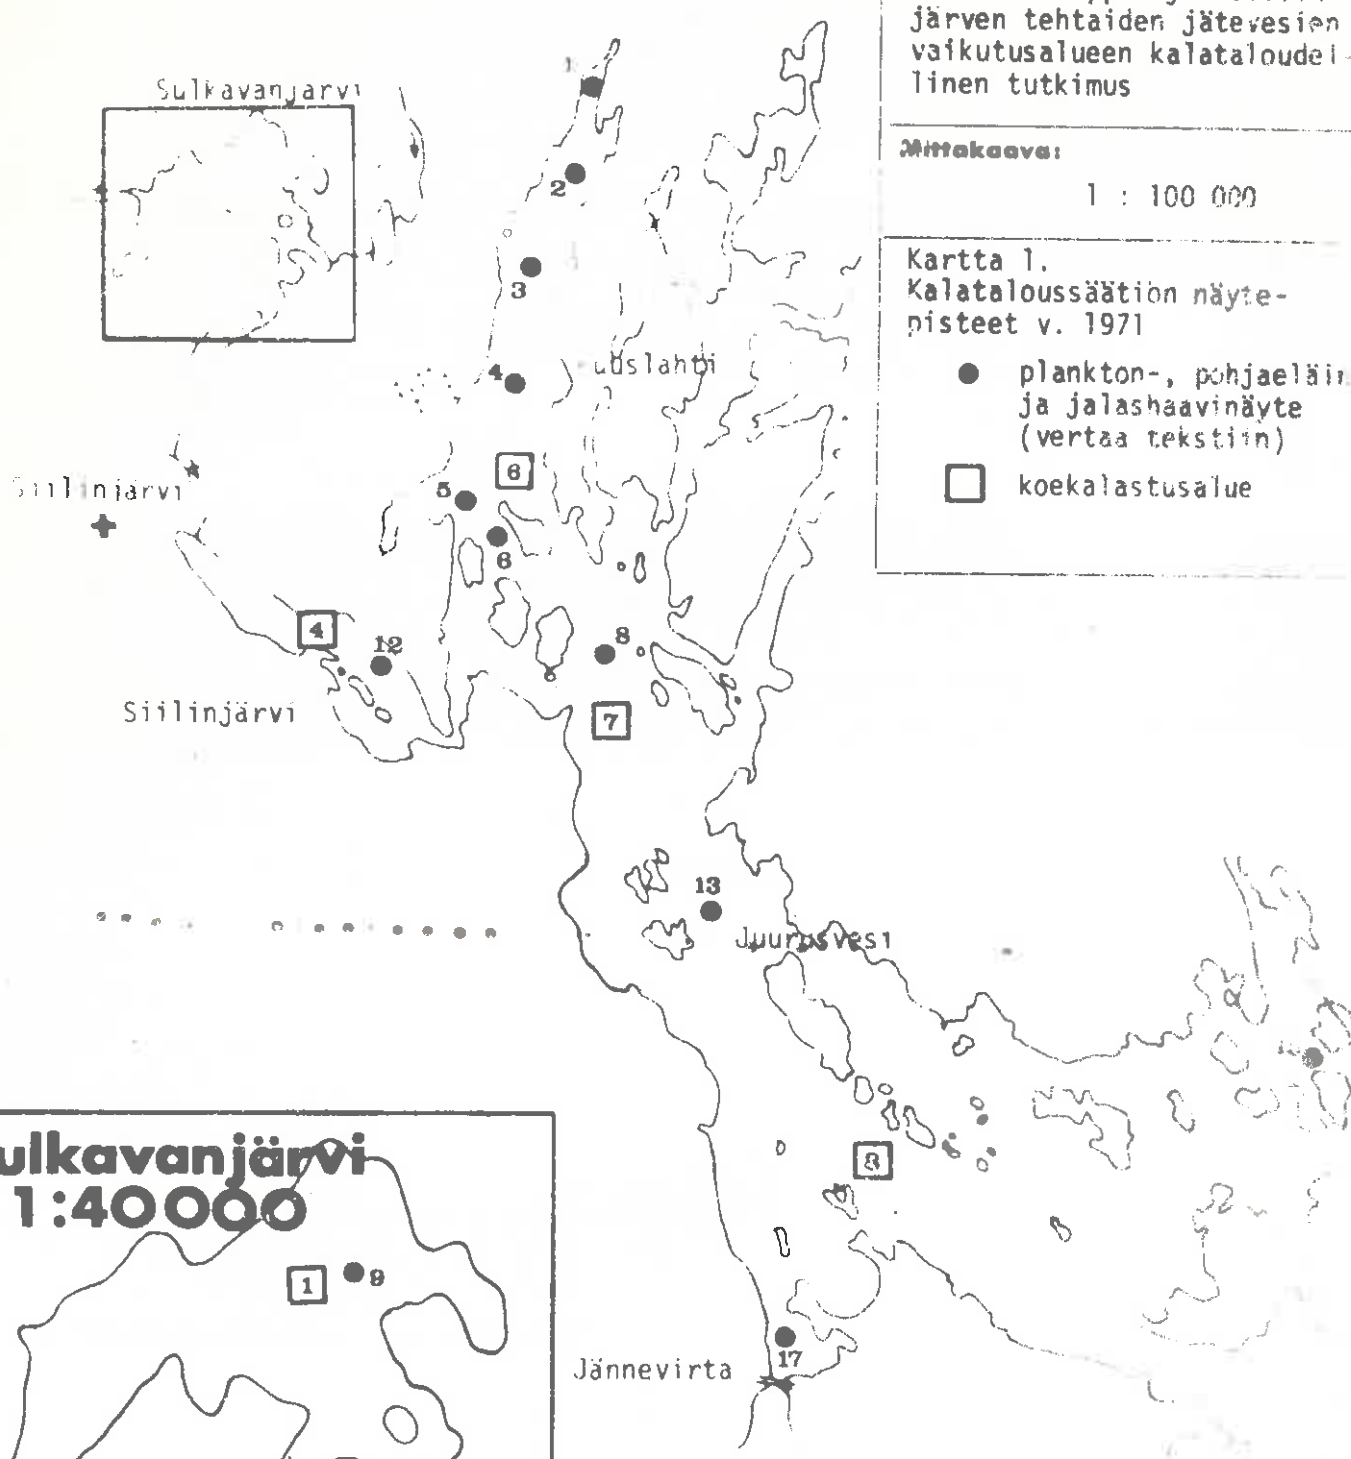 järven tehtaiden jätevesien
vaikutusalueen kalataloudel-
linen tutkimus
Mittakaava:
1 : 100 000
Kartta 1.
Kalataloussäätiön näyte-
pisteet v. 1971
plankton-, pohjaeläin
ja jalashaavinäyte
(vertaa tekstiin)
koekalastusalue
Sulkavanjärvi
1
2
3
4
uuslahti
6
5
6
Siilinjärvi
4
12
8
Siilinjärvi
7
13
Juurusvesi
8
17
Jännevirta
ulkavanjärvi
1:40000
1
9